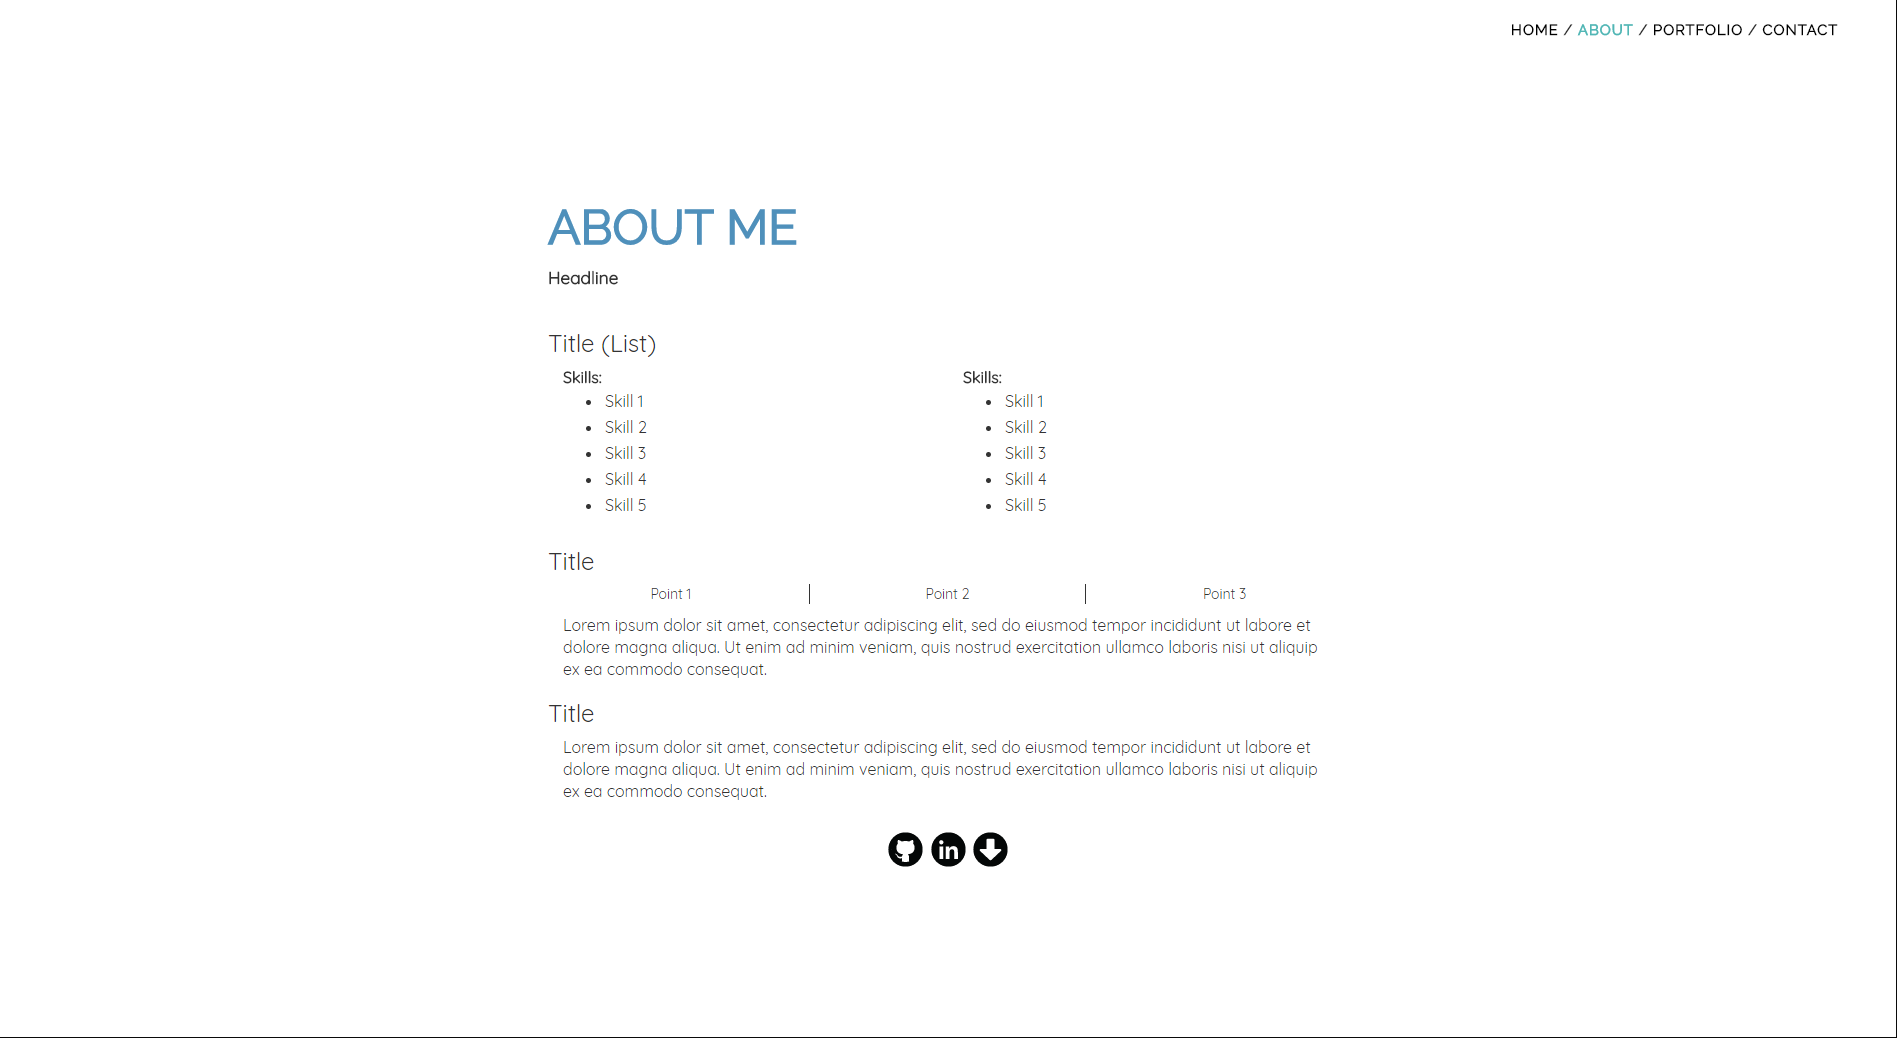 HOME / ABOUT / PORTFOLIO / CONTACT
ABOUT ME
Headline
Title (List)
Skills:
Skill 1
Skill 2
Skill 3
Skill 4
Skill 5
Skills:
Skill 1
Skill 2
Skill 3
Skill 4
Skill 5
Title
Point 1 | Point 2 | Point 3
Lorem ipsum dolor sit amet, consectetur adipiscing elit, sed do eiusmod tempor incididunt ut labore et
dolore magna aliqua. Ut enim ad minim veniam, quis nostrud exercitation ullamco laboris nisi ut aliquip
ex ea commodo consequat.
Title
Lorem ipsum dolor sit amet, consectetur adipiscing elit, sed do eiusmod tempor incididunt ut labore et
dolore magna aliqua. Ut enim ad minim veniam, quis nostrud exercitation ullamco laboris nisi ut aliquip
ex ea commodo consequat.
in